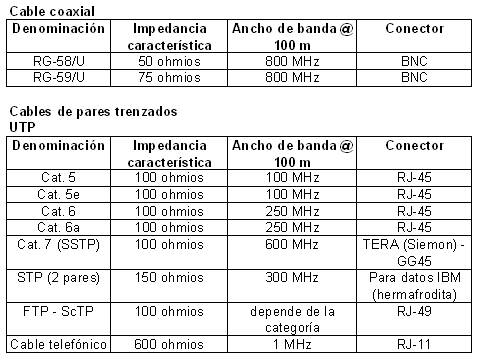 Cable coaxial
Denominación Impedancia característica Ancho de banda @ 100 m Conector
RG-58/U 50 ohmios 800 MHz BNC
RG-59/U 75 ohmios 800 MHz BNC
Cables de pares trenzados
UTP
Denominación Impedancia característica Ancho de banda @ 100 m Conector
Cat. 5 100 ohmios 100 MHz RJ-45
Cat. 5e 100 ohmios 100 MHz RJ-45
Cat. 6 100 ohmios 250 MHz RJ-45
Cat. 6a 100 ohmios 250 MHz RJ-45
Cat. 7 (SSTP) 100 ohmios 600 MHz TERA (Siemon) - GG45
STP (2 pares) 150 ohmios 300 MHz Para datos IBM (hermafrodita)
FTP - ScTP 100 ohmios depende de la categoría RJ-49
Cable telefónico 600 ohmios 1 MHz RJ-11